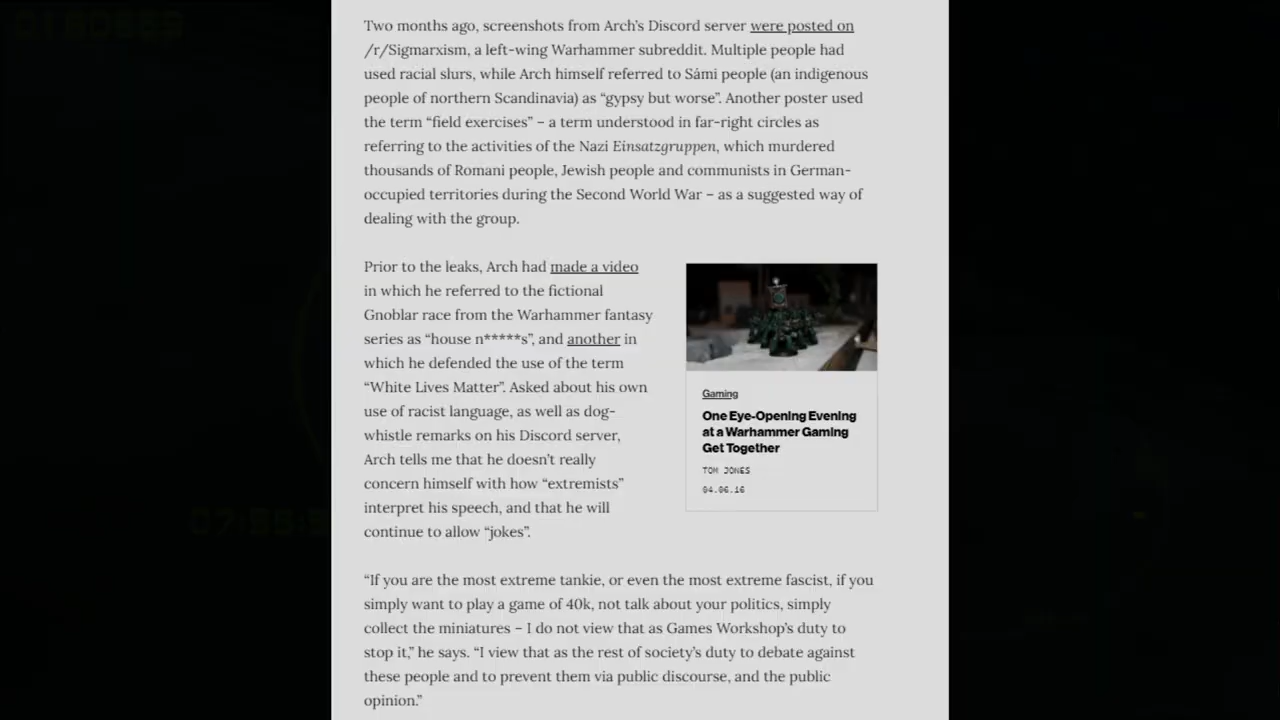 Two months ago, screenshots from Arch’s Discord server were posted on
/r/Sigmarxism, a left-wing Warhammer subreddit. Multiple people had
used racial slurs, while Arch himself referred to Sámi people (an indigenous
people of northern Scandinavia) as “gypsy but worse”. Another poster used
the term “field exercises” – a term understood in far-right circles as
referring to the activities of the Nazi Einsatzgruppen, which murdered
thousands of Romani people, Jewish people and communists in German-
occupied territories during the Second World War – as a suggested way of
dealing with the group.
Prior to the leaks, Arch had made a video
in which he referred to the fictional
Gnoblar race from the Warhammer fantasy
series as “house n*****s”, and another in
which he defended the use of the term
“White Lives Matter”. Asked about his own
use of racist language, as well as dog-
whistle remarks on his Discord server,
Arch tells me that he doesn’t really
concern himself with how “extremists”
interpret his speech, and that he will
continue to allow “jokes”.
Gaming
One Eye-Opening Evening
at a Warhammer Gaming
Get Together
TOM JONES
04.06.16
“If you are the most extreme tankie, or even the most extreme fascist, if you
simply want to play a game of 40k, not talk about your politics, simply
collect the miniatures – I do not view that as Games Workshop’s duty to
stop it,” he says. “I view that as the rest of society’s duty to debate against
these people and to prevent them via public discourse, and the public
opinion.”